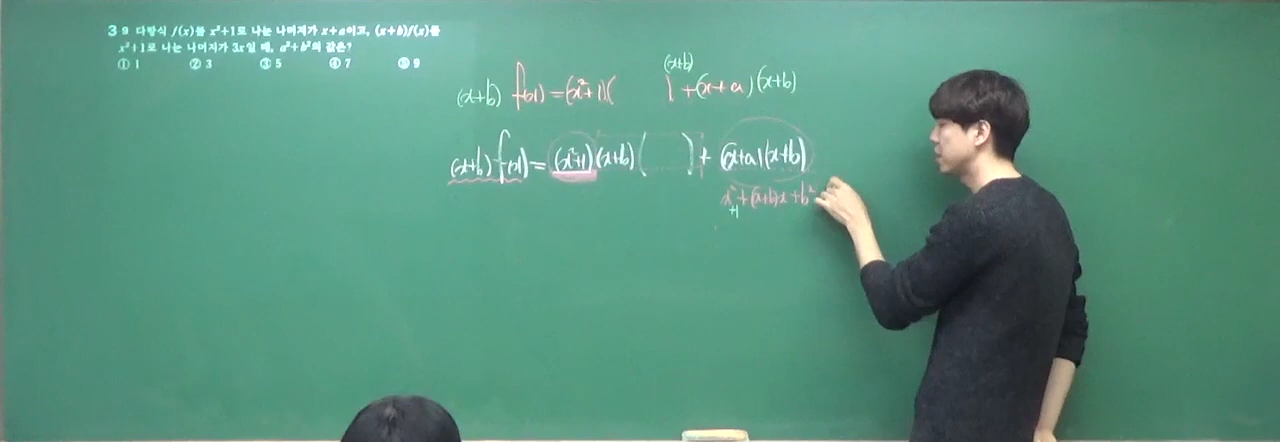 39 다항식 f(x)를 x²+1로 나눈 나머지가 x+a이고, (x+b)f(x)를
x²+1로 나눈 나머지가 3x일 때, a²+b²의 값은?
① 1 ② 3 ③ 5 ④ 7 ⑤ 9
(x+b) f(x) = (x²+1)( )(x+b) + (x+a)(x+b)
(x+b) f(x) = (x²+1)(x+b)( ) + (x+a)(x+b)
x² + (a+b)x + b²
+1